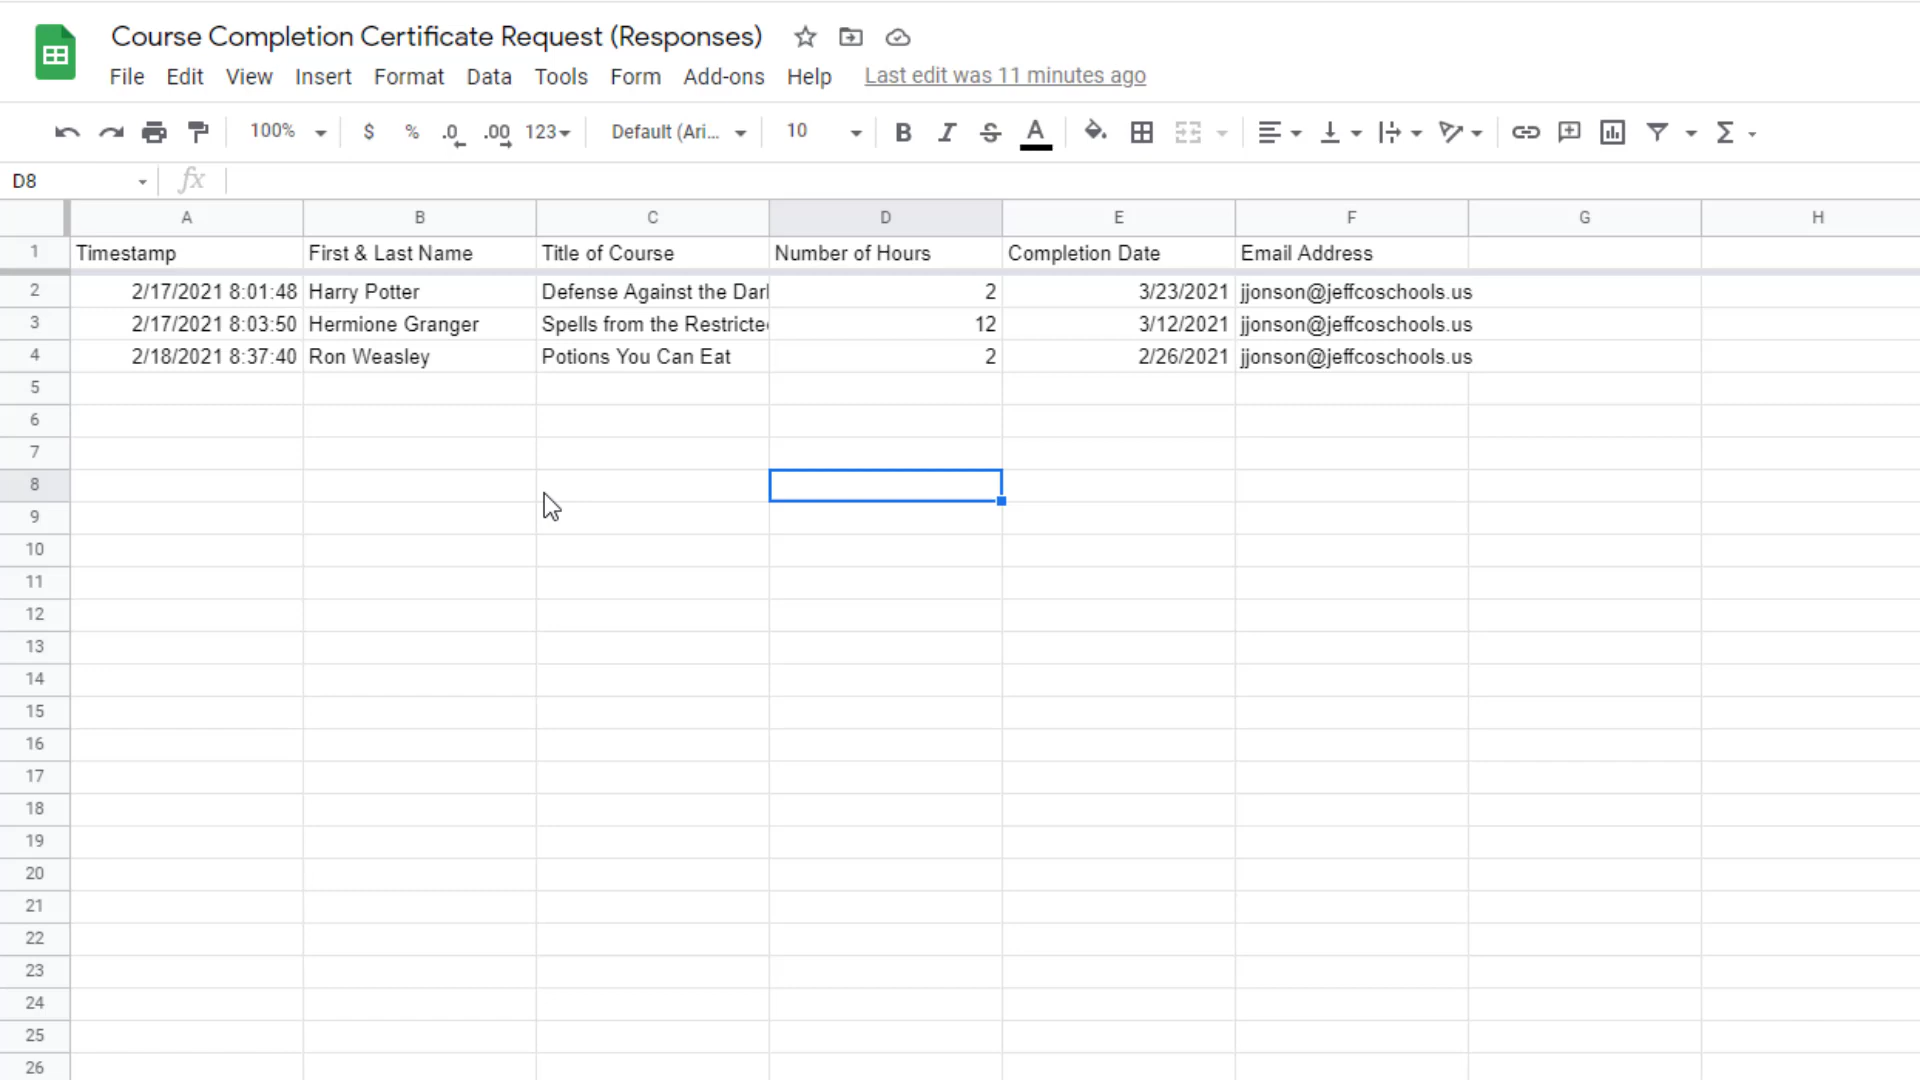 Course Completion Certificate Request (Responses)
File Edit View Insert Format Data Tools Form Add-ons Help Last edit was 11 minutes ago
100% $ % .0 .00 123 Default (Ari... 10 B I S A Σ
D8 fx
A B C D E F G H
1 Timestamp First & Last Name Title of Course Number of Hours Completion Date Email Address
2 2/17/2021 8:01:48 Harry Potter Defense Against the Dar 2 3/23/2021 jjonson@jeffcoschools.us
3 2/17/2021 8:03:50 Hermione Granger Spells from the Restricte 12 3/12/2021 jjonson@jeffcoschools.us
4 2/18/2021 8:37:40 Ron Weasley Potions You Can Eat 2 2/26/2021 jjonson@jeffcoschools.us
5
6
7
8
9
10
11
12
13
14
15
16
17
18
19
20
21
22
23
24
25
26